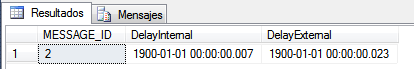 Resultados Mensajes
MESSAGE_ID DelayInternal DelayExternal
1 2 1900-01-01 00:00:00.007 1900-01-01 00:00:00.023